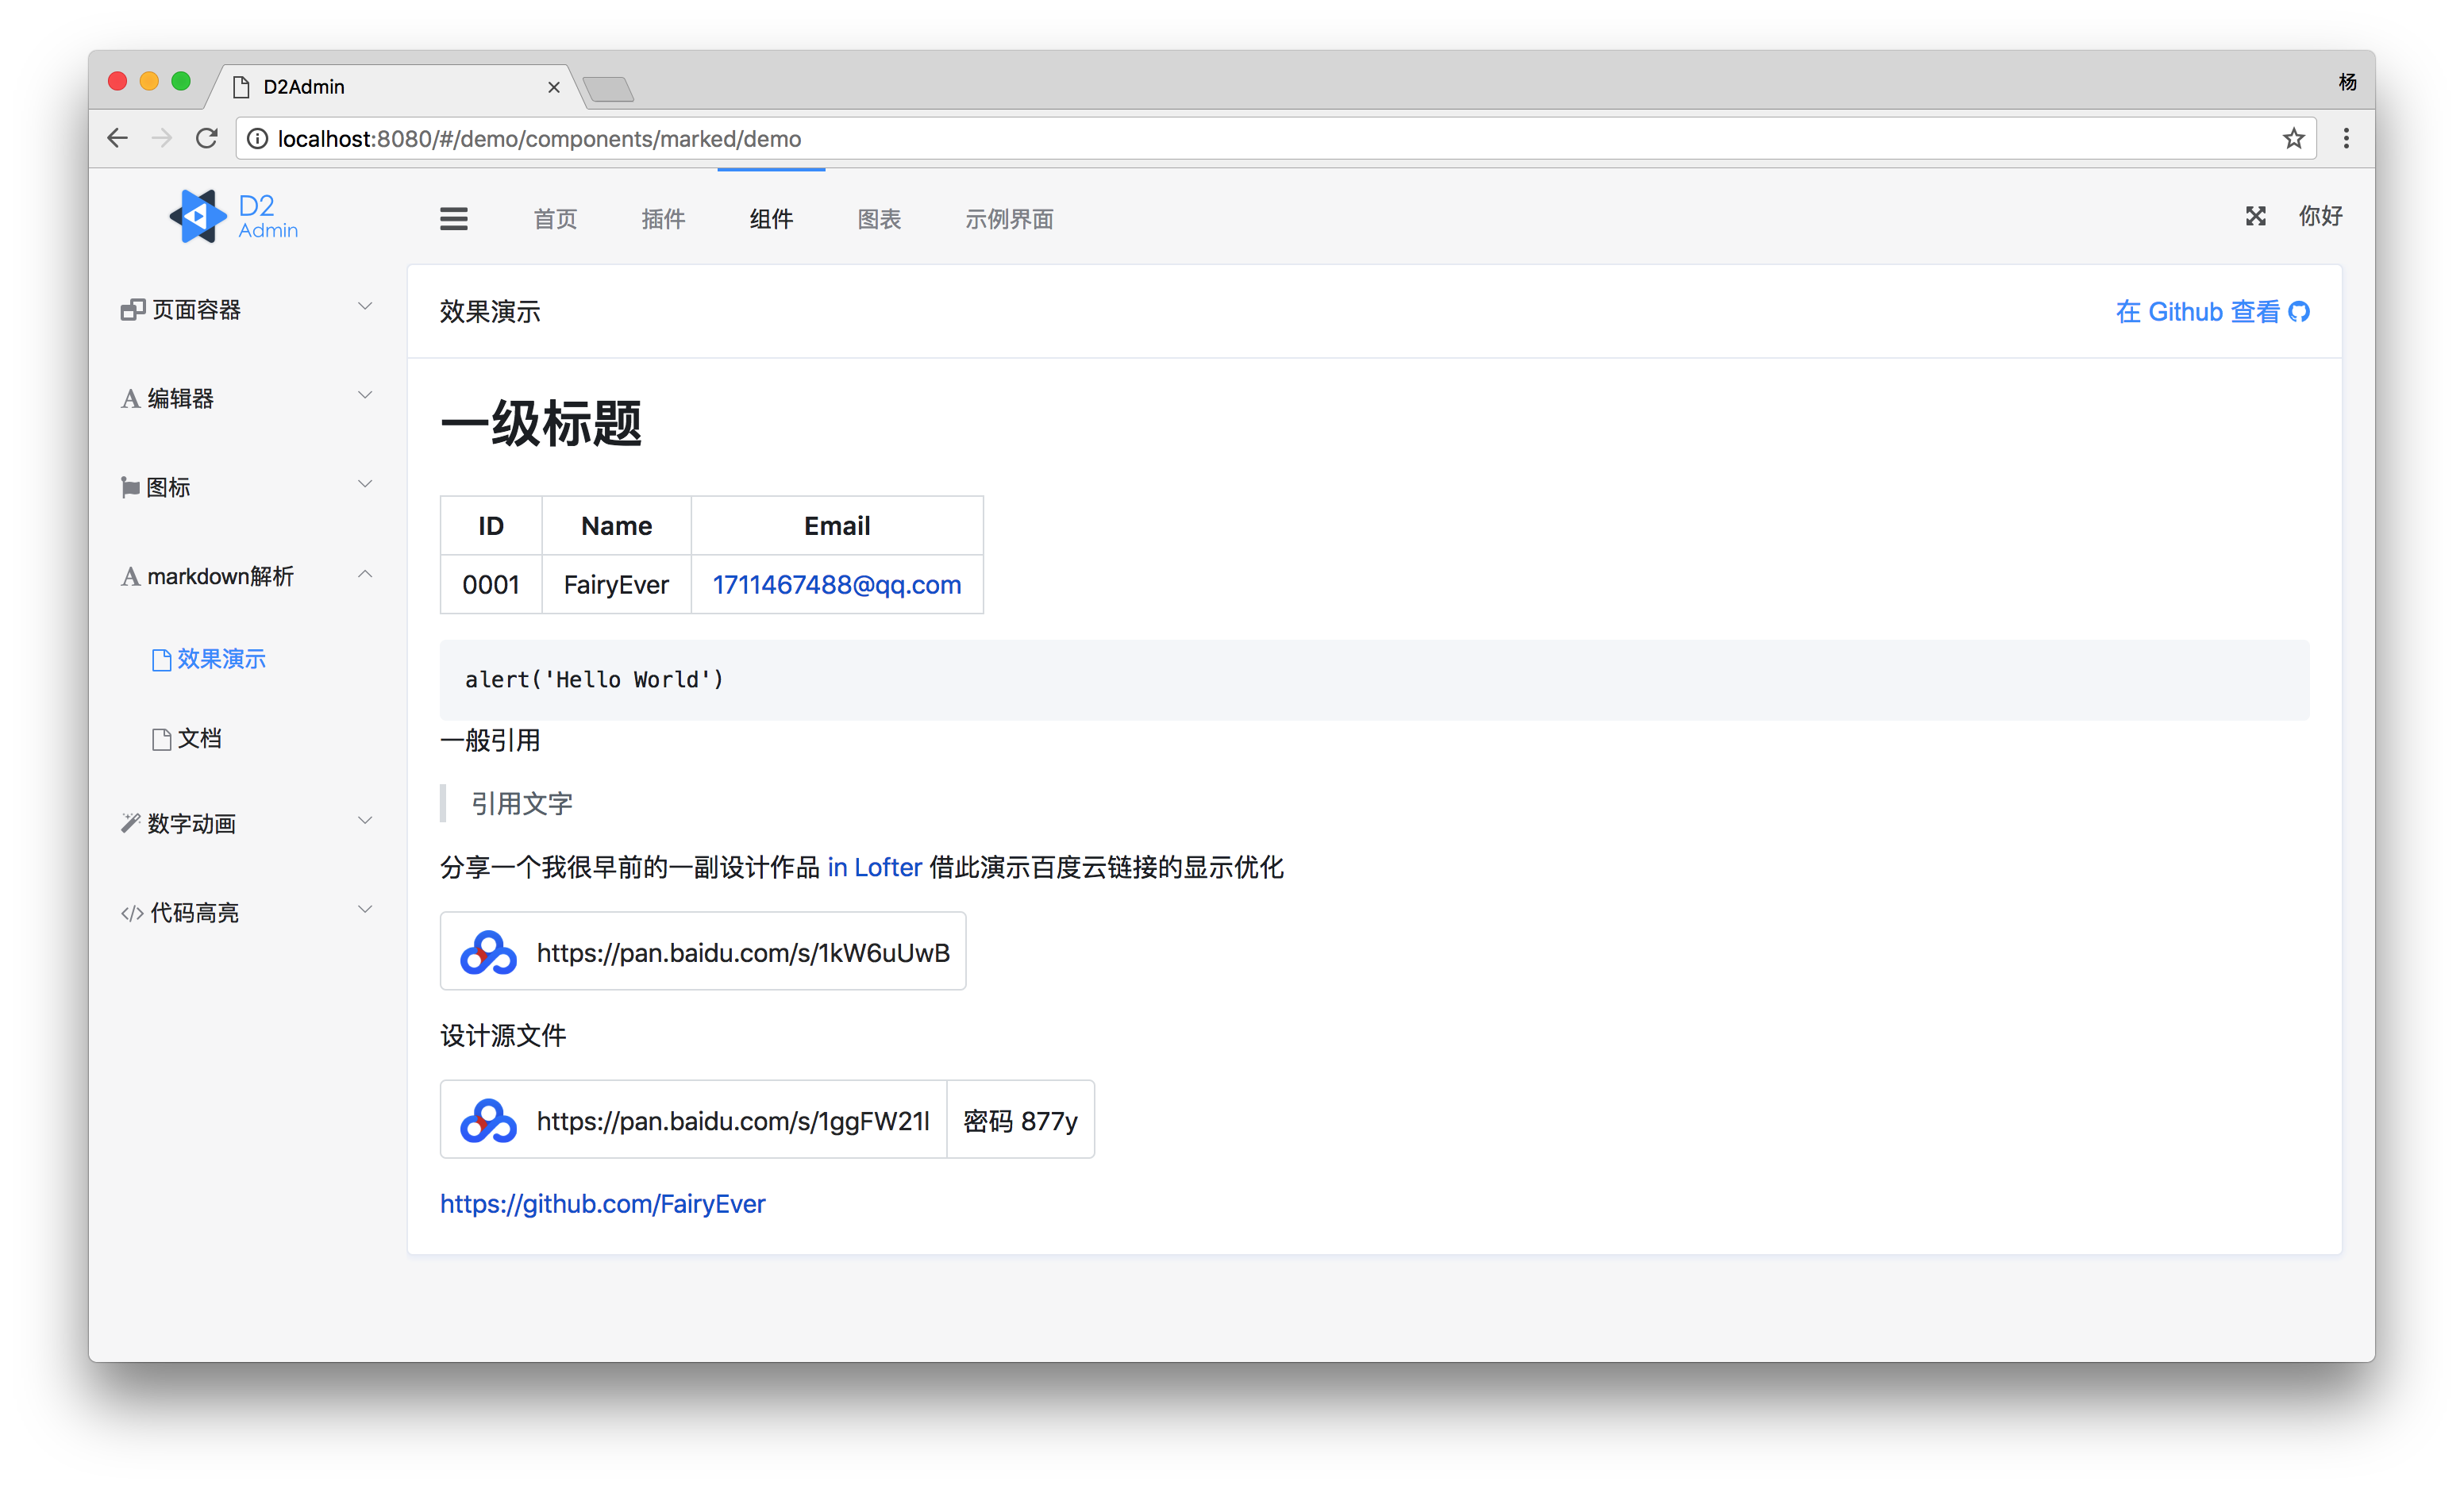 D2Admin
杨
localhost:8080/#/demo/components/marked/demo
D2
Admin
首页 插件 组件 图表 示例界面 你好
页面容器
编辑器
图标
markdown解析
效果演示
文档
数字动画
代码高亮
效果演示 在 Github 查看
一级标题
ID Name Email
0001 FairyEver 1711467488@qq.com
alert('Hello World')
一般引用
引用文字
分享一个我很早前的一副设计作品 in Lofter 借此演示百度云链接的显示优化
https://pan.baidu.com/s/1kW6uUwB
设计源文件
https://pan.baidu.com/s/1ggFW21l 密码 877y
https://github.com/FairyEver